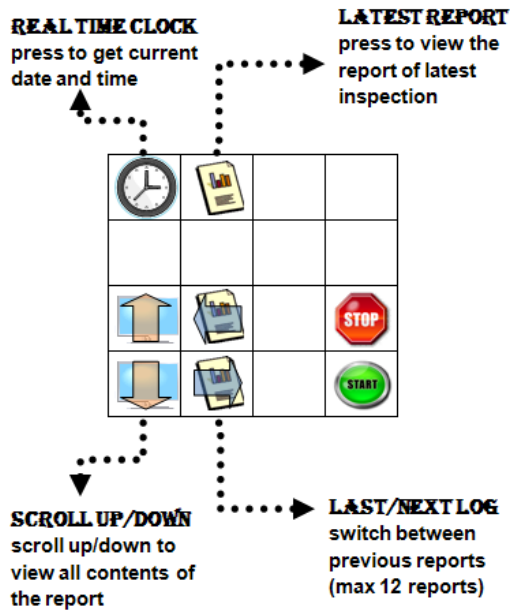 REAL TIME CLOCK
press to get current
date and time
LATEST REPORT
press to view the
report of latest
inspection
STOP
START
SCROLL UP/DOWN
scroll up/down to
view all contents of
the report
LAST/NEXT LOG
switch between
previous reports
(max 12 reports)